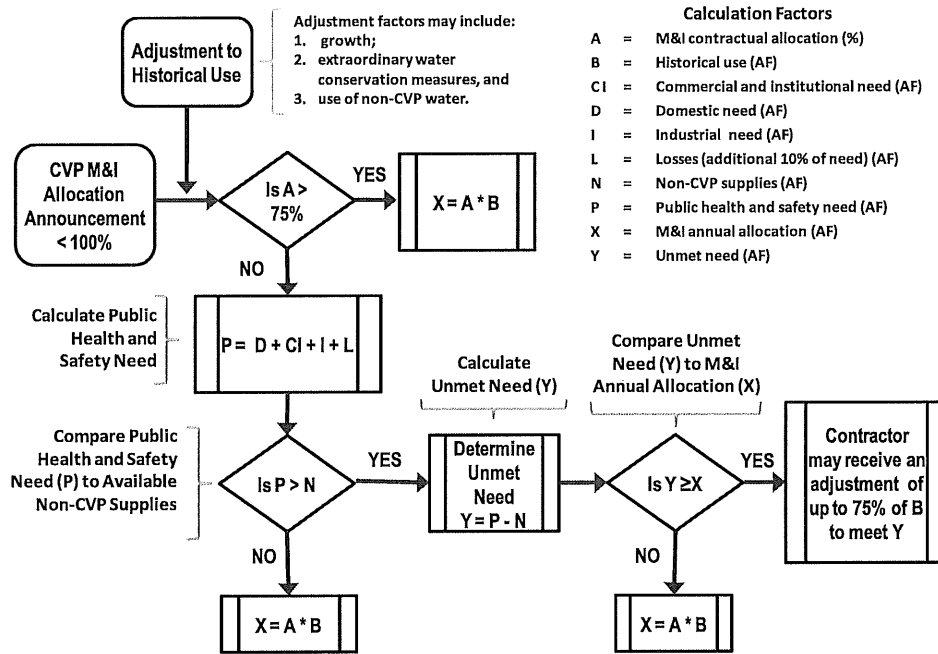 Adjustment to
Historical Use
Adjustment factors may include:
1. growth;
2. extraordinary water
conservation measures, and
3. use of non-CVP water.
Calculation Factors
A = M&I contractual allocation (%)
B = Historical use (AF)
CI = Commercial and institutional need (AF)
D = Domestic need (AF)
I = Industrial need (AF)
L = Losses (additional 10% of need) (AF)
N = Non-CVP supplies (AF)
P = Public health and safety need (AF)
X = M&I annual allocation (AF)
Y = Unmet need (AF)
CVP M&I
Allocation
Announcement
< 100%
Is A >
75%
YES
X = A * B
NO
Calculate Public
Health and
Safety Need
P = D + CI + I + L
Compare Public
Health and Safety
Need (P) to Available
Non-CVP Supplies
Is P > N
YES
Calculate
Unmet Need (Y)
Determine
Unmet
Need
Y = P - N
Compare Unmet
Need (Y) to M&I
Annual Allocation (X)
Is Y ≥X
YES
Contractor
may receive an
adjustment of
up to 75% of B
to meet Y
NO
X = A * B
NO
X = A * B